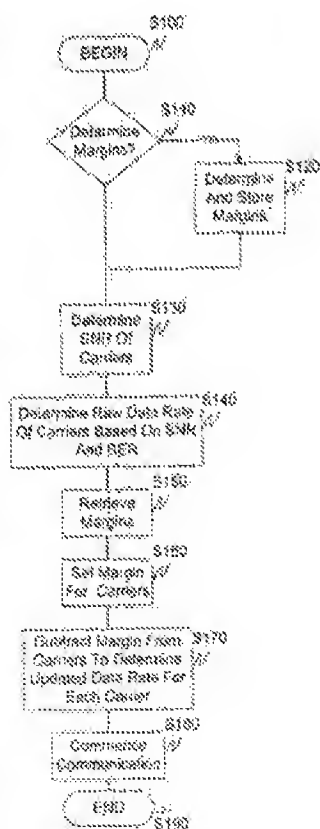 S100
BEGIN
S110
Determine
Margins?
S120
Determine
And Store
Margins
S130
Determine
SNR Of
Carriers
S140
Determine Raw Data Rate
Of Carriers Based On SNR
And BER
S150
Retrieve
Margins
S160
Set Margin
For Carriers
S170
Subtract Margin From
Carriers To Determine
Updated Data Rate For
Each Carrier
S180
Commence
Communication
END
S190